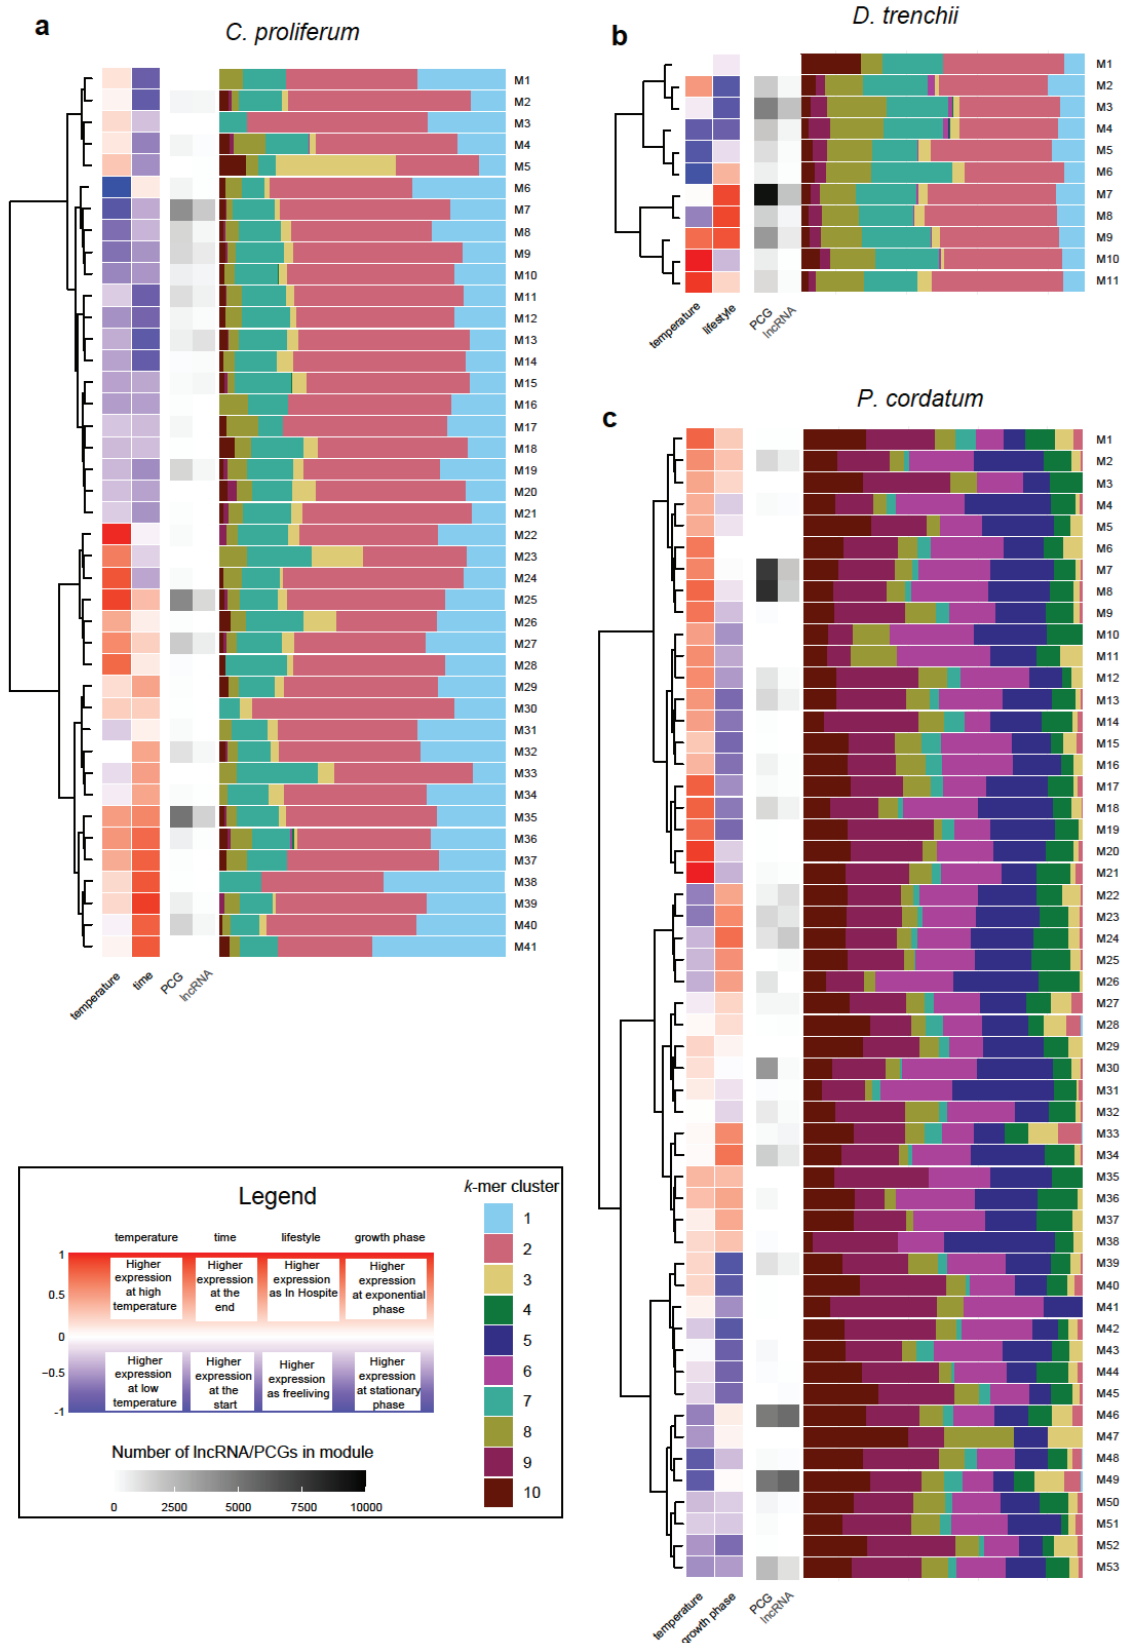 a
C. proliferum
M1
M2
M3
M4
M5
M6
M7
M8
M9
M10
M11
M12
M13
M14
M15
M16
M17
M18
M19
M20
M21
M22
M23
M24
M25
M26
M27
M28
M29
M30
M31
M32
M33
M34
M35
M36
M37
M38
M39
M40
M41
temperature
time
PCG
lncRNA
b
D. trenchii
M1
M2
M3
M4
M5
M6
M7
M8
M9
M10
M11
temperature
lifestyle
PCG
lncRNA
c
P. cordatum
M1
M2
M3
M4
M5
M6
M7
M8
M9
M10
M11
M12
M13
M14
M15
M16
M17
M18
M19
M20
M21
M22
M23
M24
M25
M26
M27
M28
M29
M30
M31
M32
M33
M34
M35
M36
M37
M38
M39
M40
M41
M42
M43
M44
M45
M46
M47
M48
M49
M50
M51
M52
M53
temperature
growth phase
PCG
lncRNA
Legend
temperature
time
lifestyle
growth phase
1
0.5
0
−0.5
-1
Higher
expression
at high
temperature
Higher
expression
at the
end
Higher
expression
as In Hospite
Higher
expression
at exponential
phase
Higher
expression
at low
temperature
Higher
expression
at the
start
Higher
expression
as freeliving
Higher
expression
at stationary
phase
Number of lncRNA/PCGs in module
0 2500 5000 7500 10000
k-mer cluster
1
2
3
4
5
6
7
8
9
10